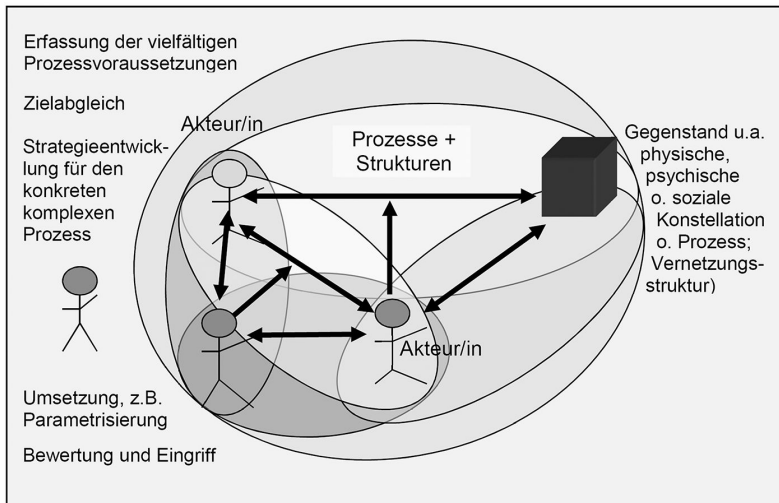 Erfassung der vielfältigen
Prozessvoraussetzungen
Zielabgleich
Strategieentwick-
lung für den
konkreten
komplexen
Prozess
Umsetzung, z.B.
Parametrisierung
Bewertung und Eingriff
Akteur/in
Prozesse +
Strukturen
Akteur/in
Gegenstand u.a.
physische,
psychische
o. soziale
Konstellation
o. Prozess;
Vernetzungs-
struktur)